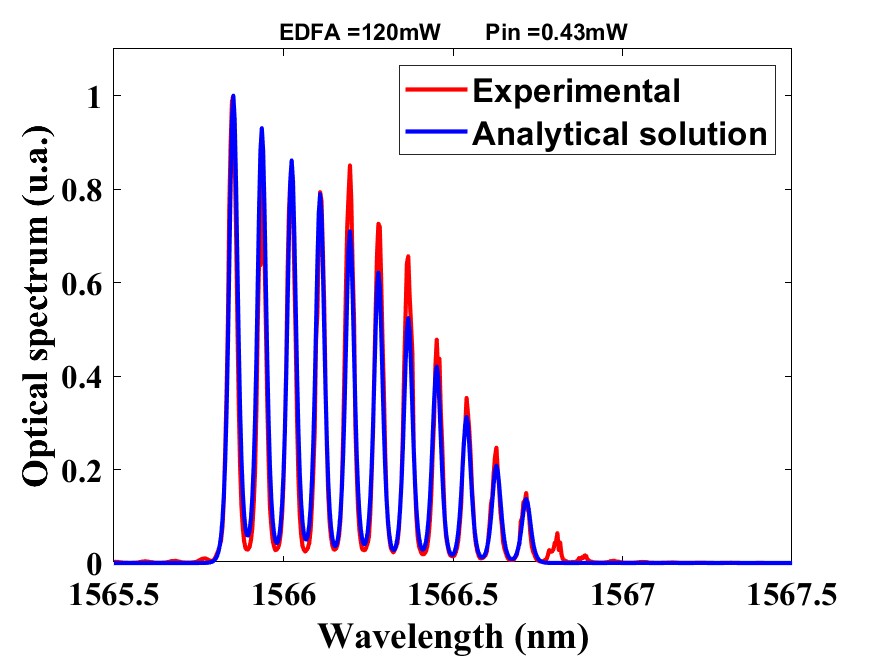 EDFA =120mW Pin =0.43mW
Experimental
Analytical solution
Optical spectrum (u.a.)
1
0.8
0.6
0.4
0.2
0
1565.5 1566 1566.5 1567 1567.5
Wavelength (nm)